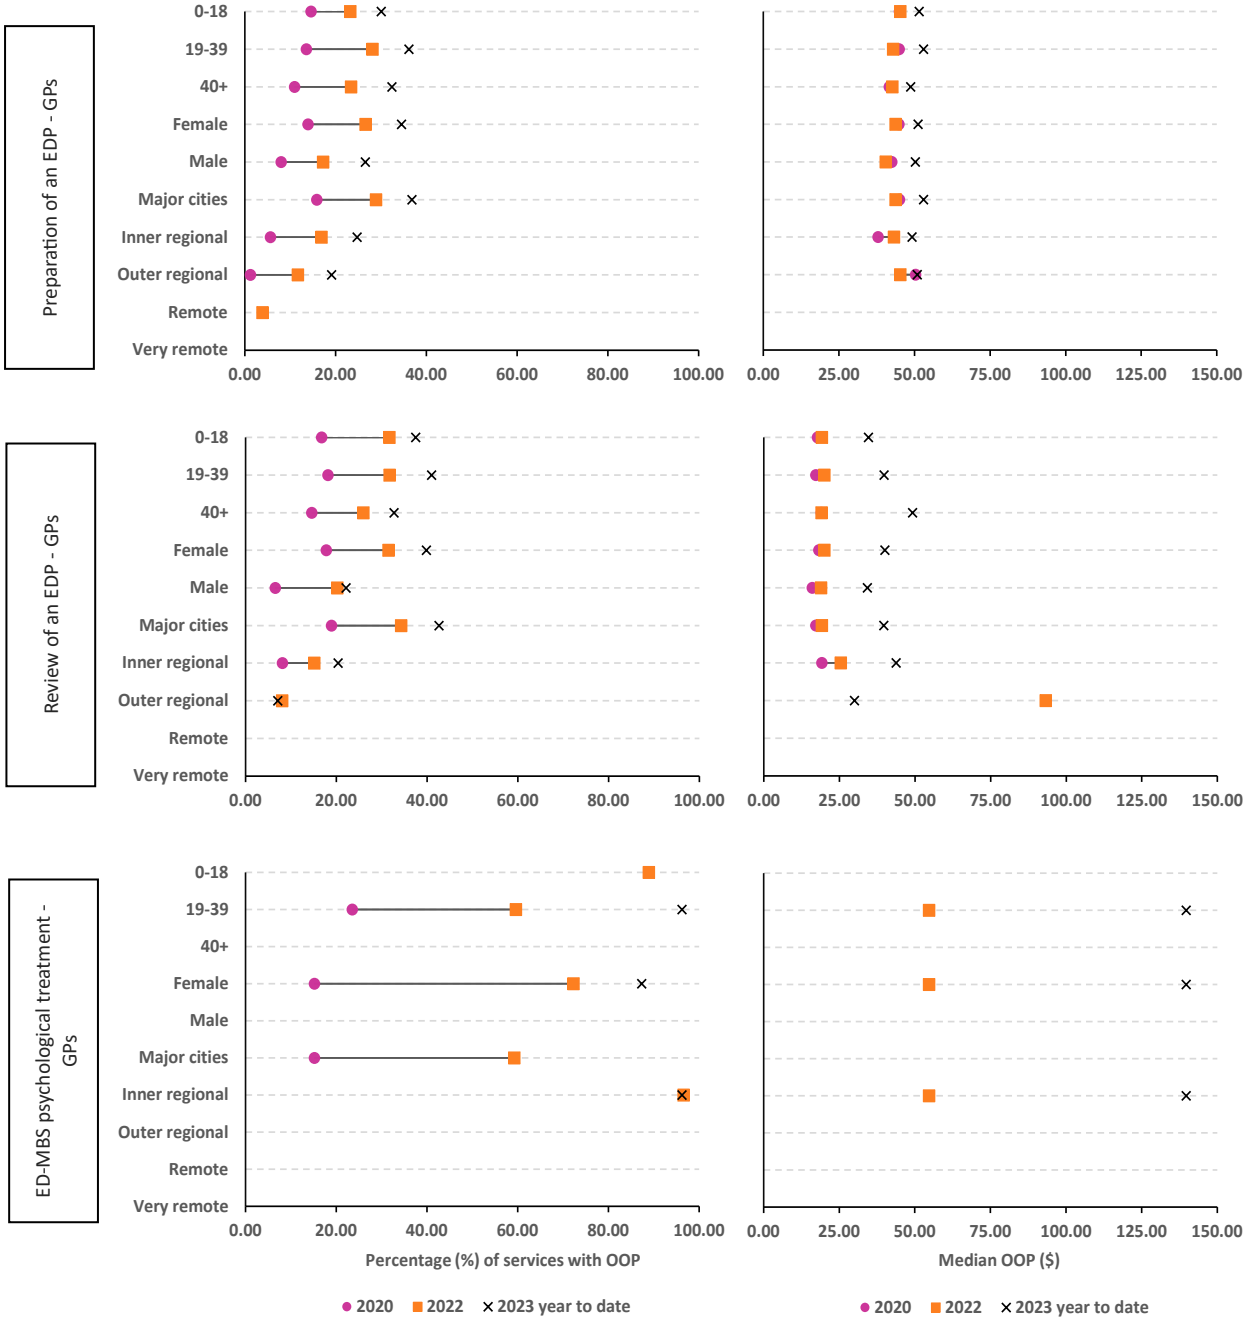 Preparation of an EDP - GPs
0-18
19-39
40+
Female
Male
Major cities
Inner regional
Outer regional
Remote
Very remote
0.00 20.00 40.00 60.00 80.00 100.00
0.00 25.00 50.00 75.00 100.00 125.00 150.00
Review of an EDP - GPs
0-18
19-39
40+
Female
Male
Major cities
Inner regional
Outer regional
Remote
Very remote
0.00 20.00 40.00 60.00 80.00 100.00
0.00 25.00 50.00 75.00 100.00 125.00 150.00
ED-MBS psychological treatment -
GPs
0-18
19-39
40+
Female
Male
Major cities
Inner regional
Outer regional
Remote
Very remote
0.00 20.00 40.00 60.00 80.00 100.00
Percentage (%) of services with OOP
0.00 25.00 50.00 75.00 100.00 125.00 150.00
Median OOP ($)
2020 2022 2023 year to date
2020 2022 2023 year to date